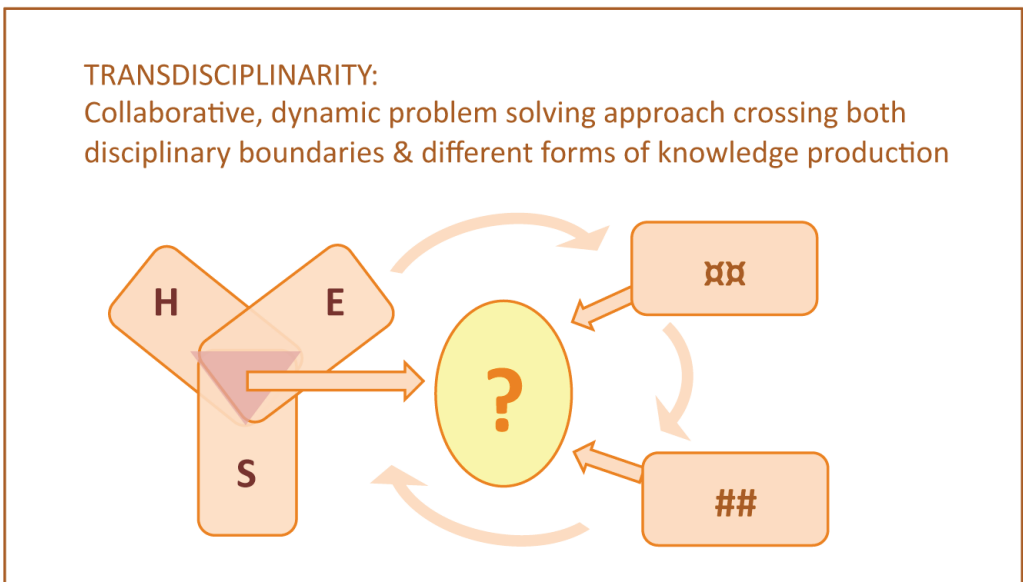 TRANSDISCIPLINARITY:
Collaborative, dynamic problem solving approach crossing both
disciplinary boundaries & different forms of knowledge production
H
E
¤¤
?
S
##